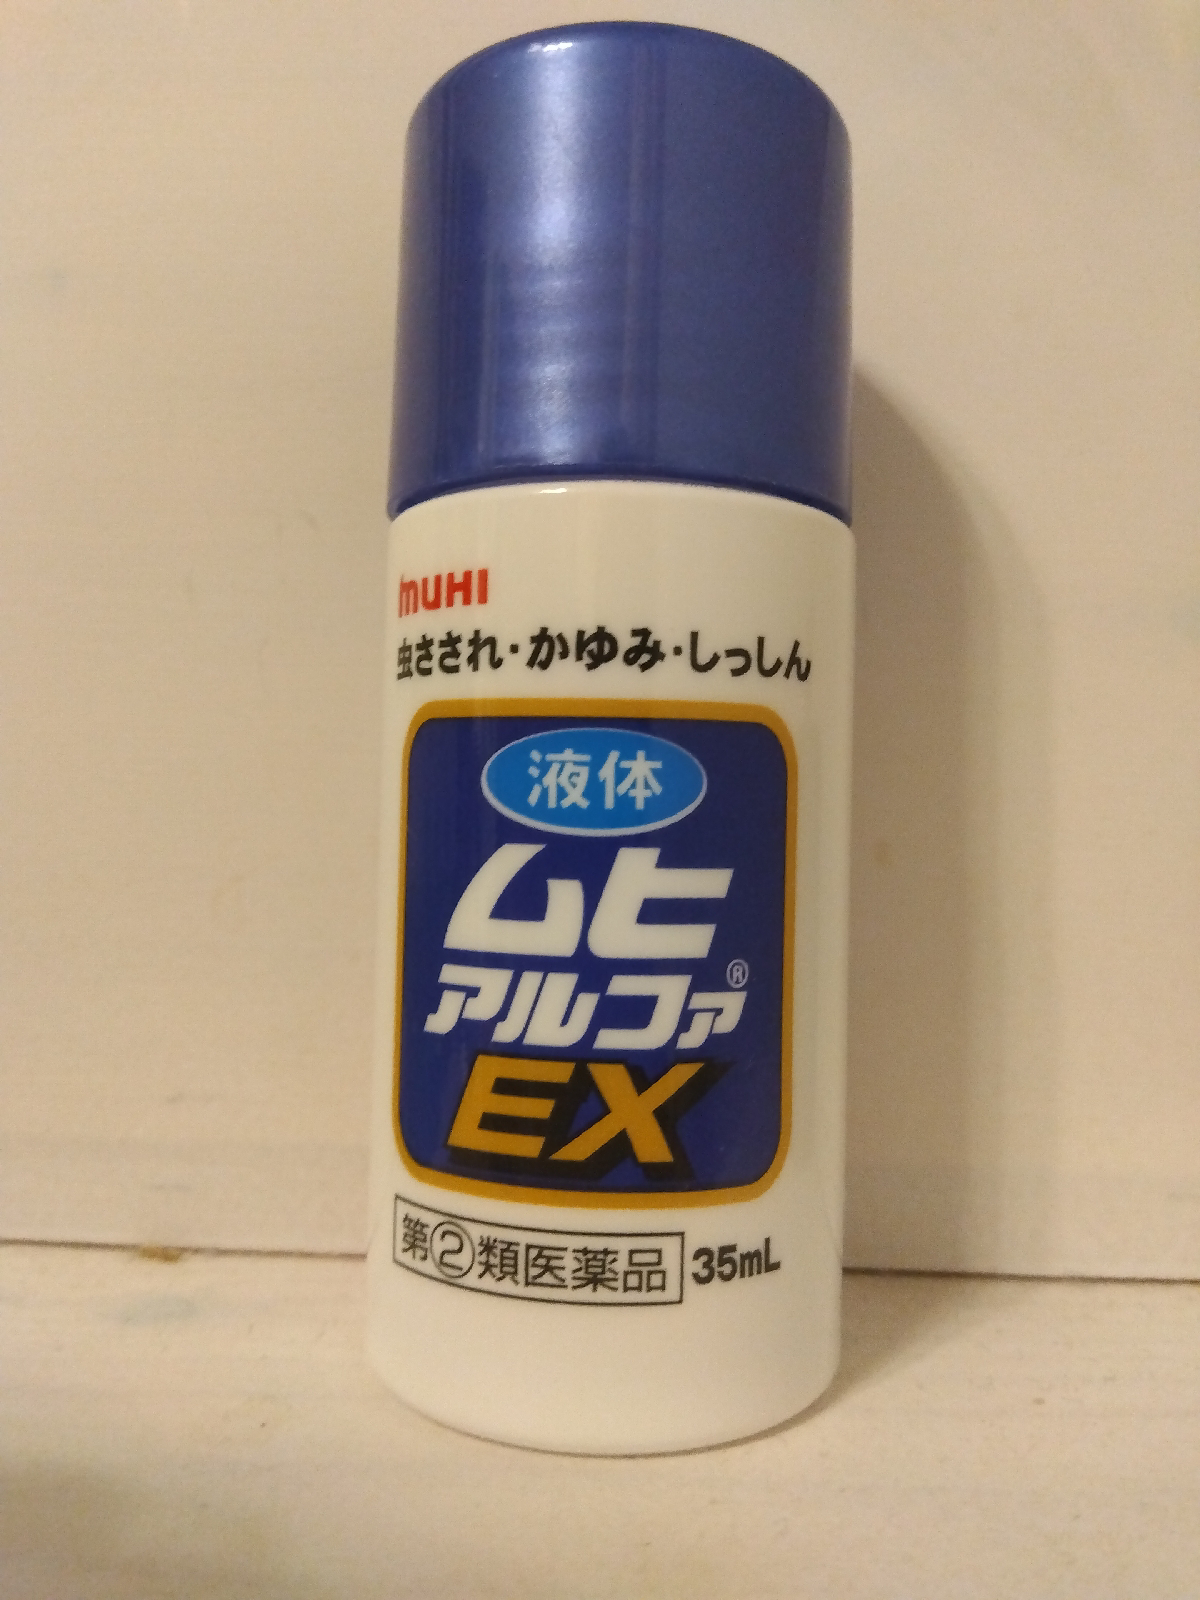 MUHI
虫さされ・かゆみ・しっしん
液体
ムヒ
アルファ®
EX
第②類医薬品 35mL